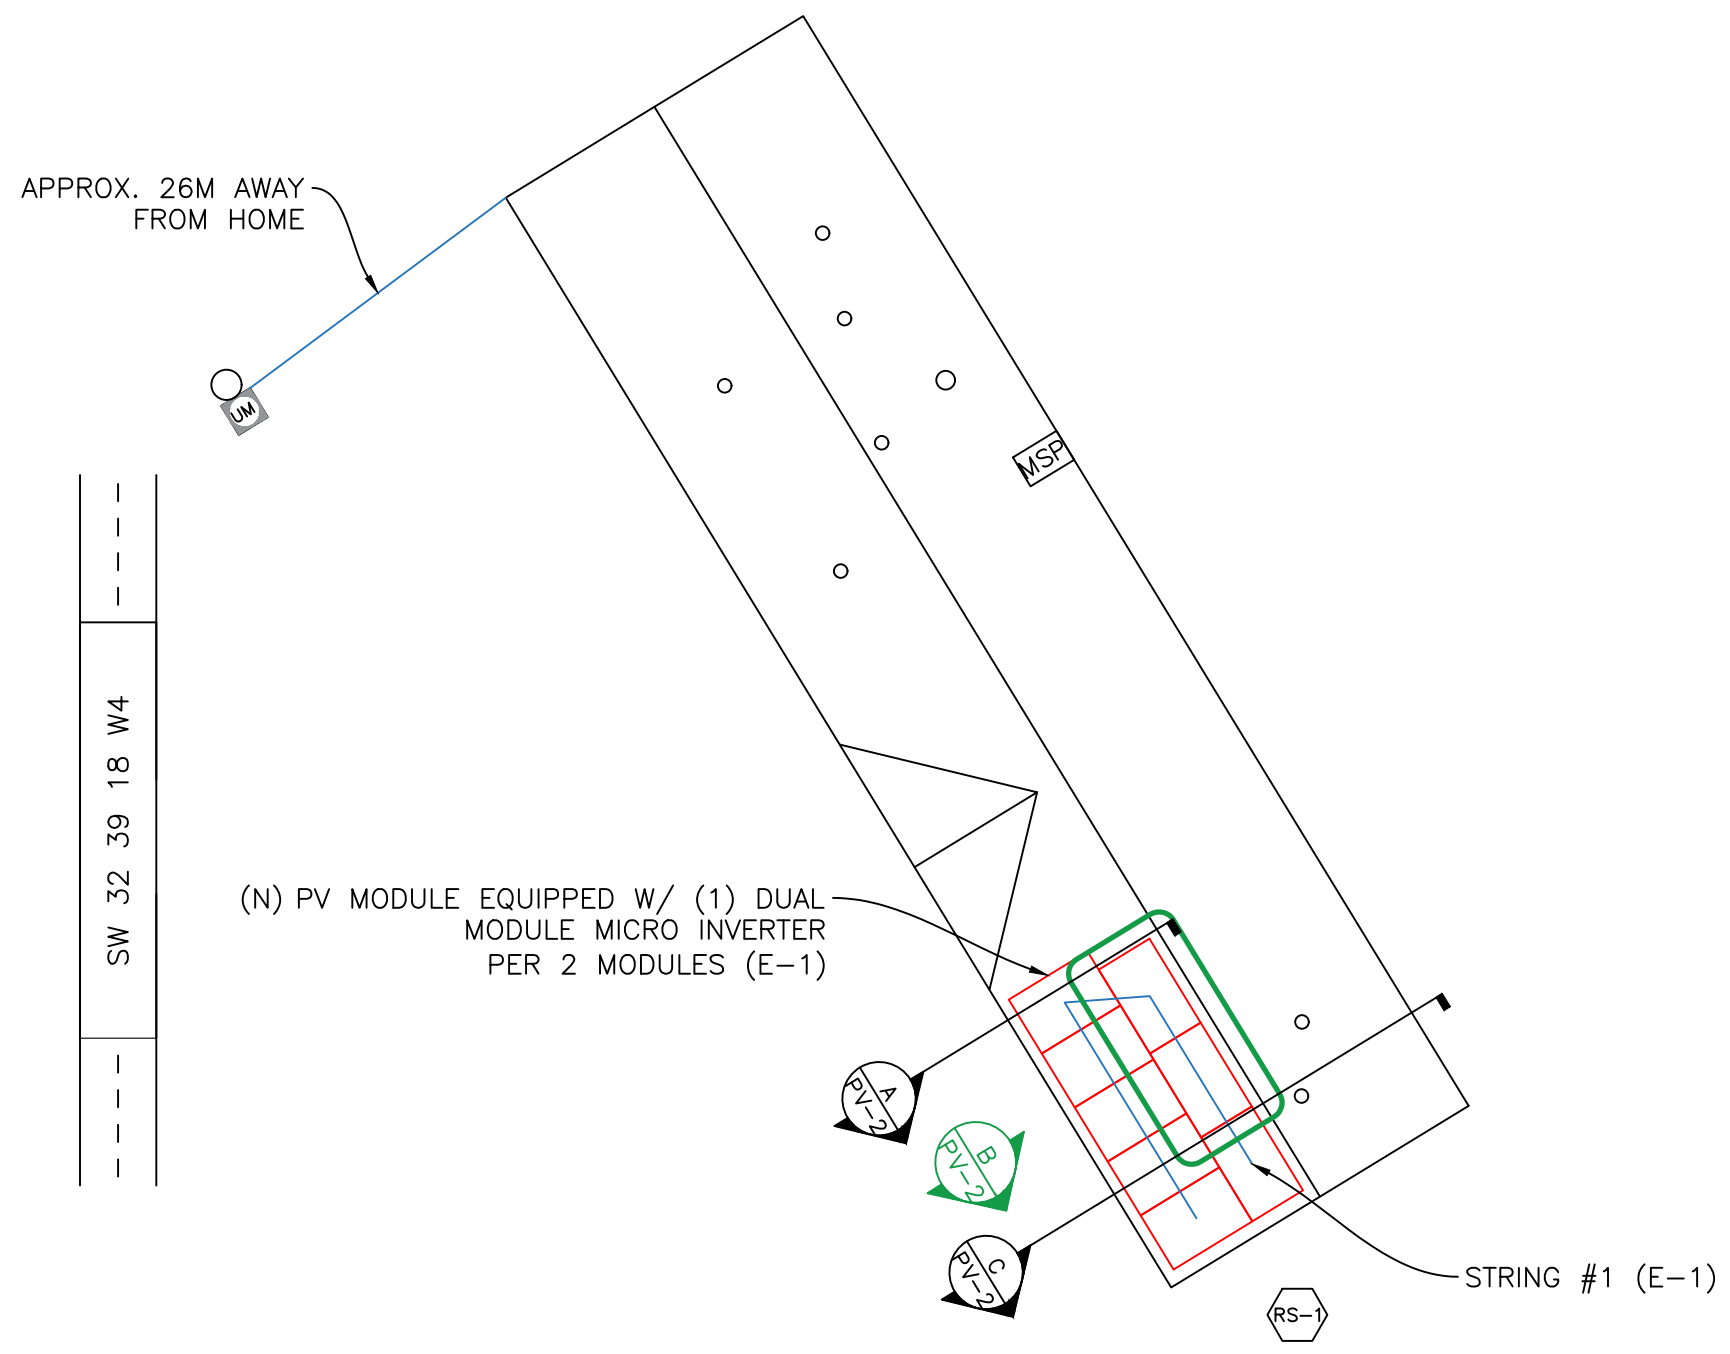 APPROX. 26M AWAY
FROM HOME
UM
MSP
SW 32 39 18 W4
(N) PV MODULE EQUIPPED W/ (1) DUAL
MODULE MICRO INVERTER
PER 2 MODULES (E-1)
A
PV-2
B
PV-2
C
PV-2
STRING #1 (E-1)
RS-1